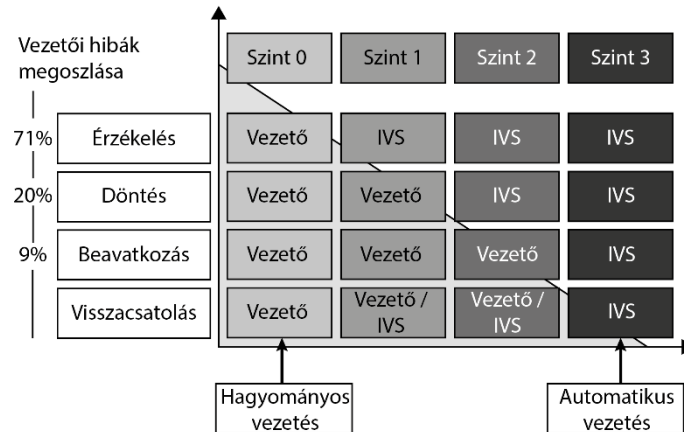 Vezetői hibák
megoszlása
Szint 0 Szint 1 Szint 2 Szint 3
71% Érzékelés Vezető IVS IVS IVS
20% Döntés Vezető Vezető IVS IVS
9% Beavatkozás Vezető Vezető Vezető IVS
Visszacsatolás Vezető Vezető / IVS Vezető / IVS IVS
Hagyományos
vezetés
Automatikus
vezetés